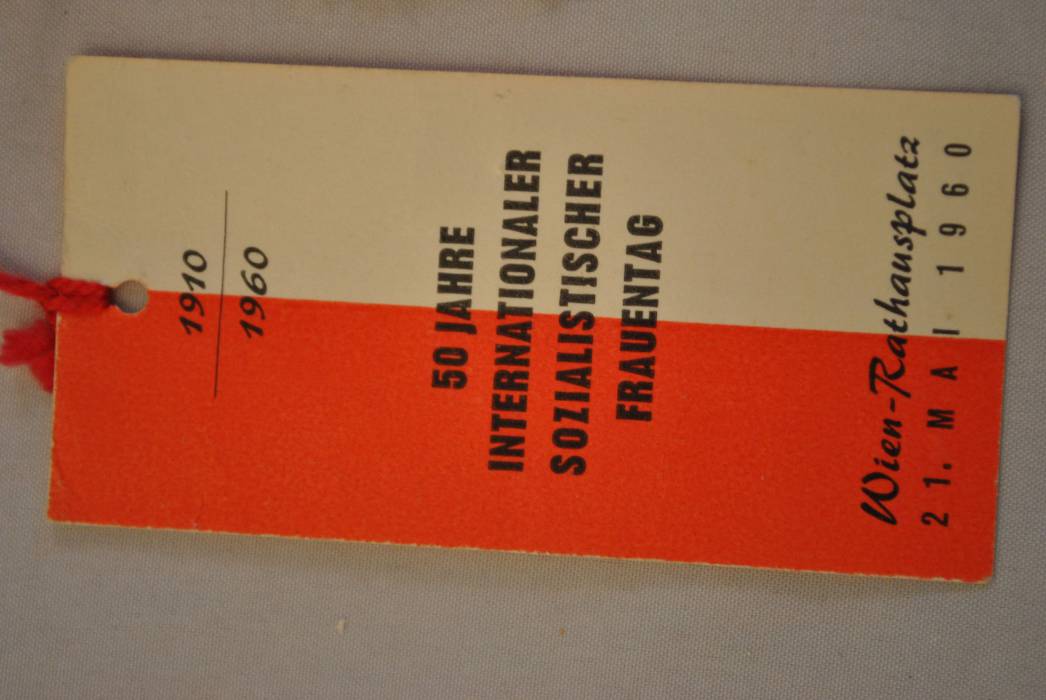 1910
1960
50 JAHRE
INTERNATIONALER
SOZIALISTISCHER
FRAUENTAG
Wien-Rathausplatz
21. MAI 1960